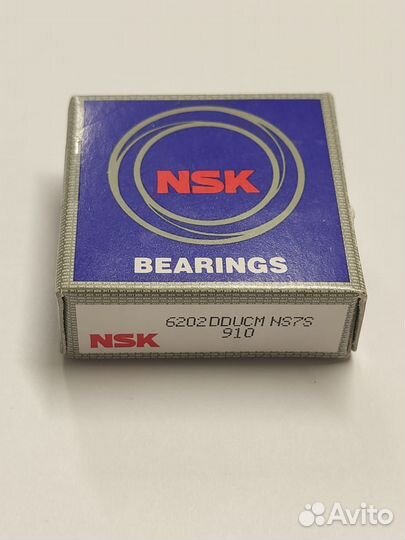 NSK
BEARINGS
6202DDUCM NS7S
910
NSK
Avito